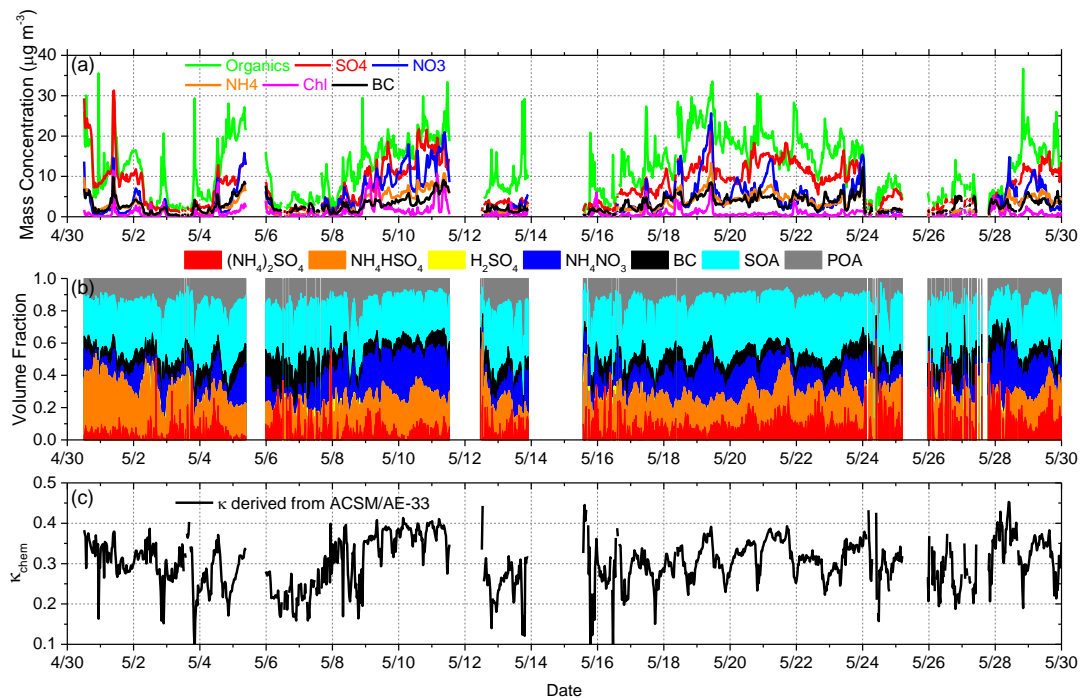 Mass Concentration (μg m⁻³)
40
30
20
10
0
(a)
Organics SO4 NO3
NH4 Chl BC
4/30 5/2 5/4 5/6 5/8 5/10 5/12 5/14 5/16 5/18 5/20 5/22 5/24 5/26 5/28 5/30
(NH₄)₂SO₄ NH₄HSO₄ H₂SO₄ NH₄NO₃ BC SOA POA
Volume Fraction
1.0
0.8
0.6
0.4
0.2
0.0
(b)
4/30 5/2 5/4 5/6 5/8 5/10 5/12 5/14 5/16 5/18 5/20 5/22 5/24 5/26 5/28 5/30
κchem
0.5
0.4
0.3
0.2
0.1
(c)
κ derived from ACSM/AE-33
4/30 5/2 5/4 5/6 5/8 5/10 5/12 5/14 5/16 5/18 5/20 5/22 5/24 5/26 5/28 5/30
Date